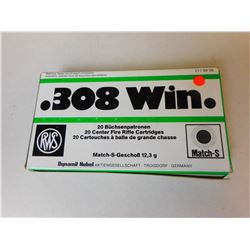 .308 Win.
20 Büchsenpatronen
20 Center Fire Rifle Cartridges
20 Cartouches à balle de grande chasse
RWS
Match-S-Geschoß 12,3 g
Match-S
Dynamit Nobel AKTIENGESELLSCHAFT · TROISDORF · GERMANY